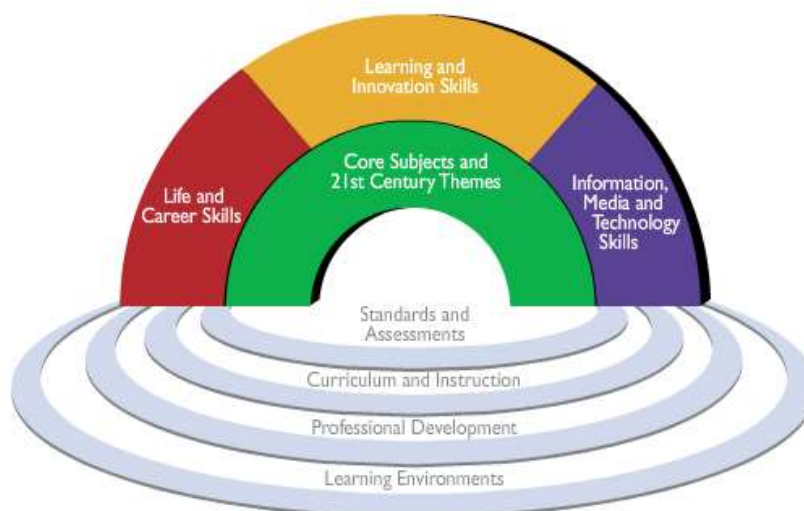 Learning and
Innovation Skills
Core Subjects and
21st Century Themes
Life and
Career Skills
Information,
Media and
Technology
Skills
Standards and
Assessments
Curriculum and Instruction
Professional Development
Learning Environments